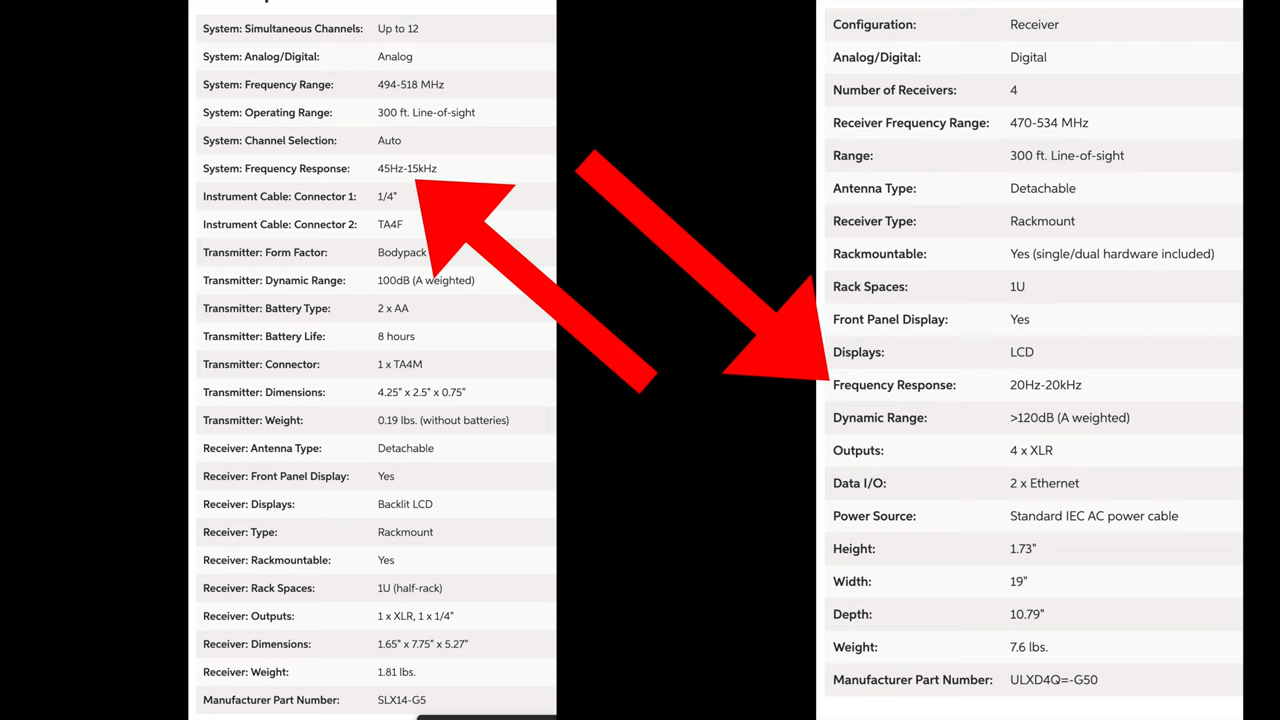 System: Simultaneous Channels: Up to 12
System: Analog/Digital: Analog
System: Frequency Range: 494-518 MHz
System: Operating Range: 300 ft. Line-of-sight
System: Channel Selection: Auto
System: Frequency Response: 45Hz-15kHz
Instrument Cable: Connector 1: 1/4"
Instrument Cable: Connector 2: TA4F
Transmitter: Form Factor: Bodypack
Transmitter: Dynamic Range: 100dB (A weighted)
Transmitter: Battery Type: 2 x AA
Transmitter: Battery Life: 8 hours
Transmitter: Connector: 1 x TA4M
Transmitter: Dimensions: 4.25" x 2.5" x 0.75"
Transmitter: Weight: 0.19 lbs. (without batteries)
Receiver: Antenna Type: Detachable
Receiver: Front Panel Display: Yes
Receiver: Displays: Backlit LCD
Receiver: Type: Rackmount
Receiver: Rackmountable: Yes
Receiver: Rack Spaces: 1U (half-rack)
Receiver: Outputs: 1 x XLR, 1 x 1/4"
Receiver: Dimensions: 1.65" x 7.75" x 5.27"
Receiver: Weight: 1.81 lbs.
Manufacturer Part Number: SLX14-G5
Configuration: Receiver
Analog/Digital: Digital
Number of Receivers: 4
Receiver Frequency Range: 470-534 MHz
Range: 300 ft. Line-of-sight
Antenna Type: Detachable
Receiver Type: Rackmount
Rackmountable: Yes (single/dual hardware included)
Rack Spaces: 1U
Front Panel Display: Yes
Displays: LCD
Frequency Response: 20Hz-20kHz
Dynamic Range: >120dB (A weighted)
Outputs: 4 x XLR
Data I/O: 2 x Ethernet
Power Source: Standard IEC AC power cable
Height: 1.73"
Width: 19"
Depth: 10.79"
Weight: 7.6 lbs.
Manufacturer Part Number: ULXD4Q=-G50